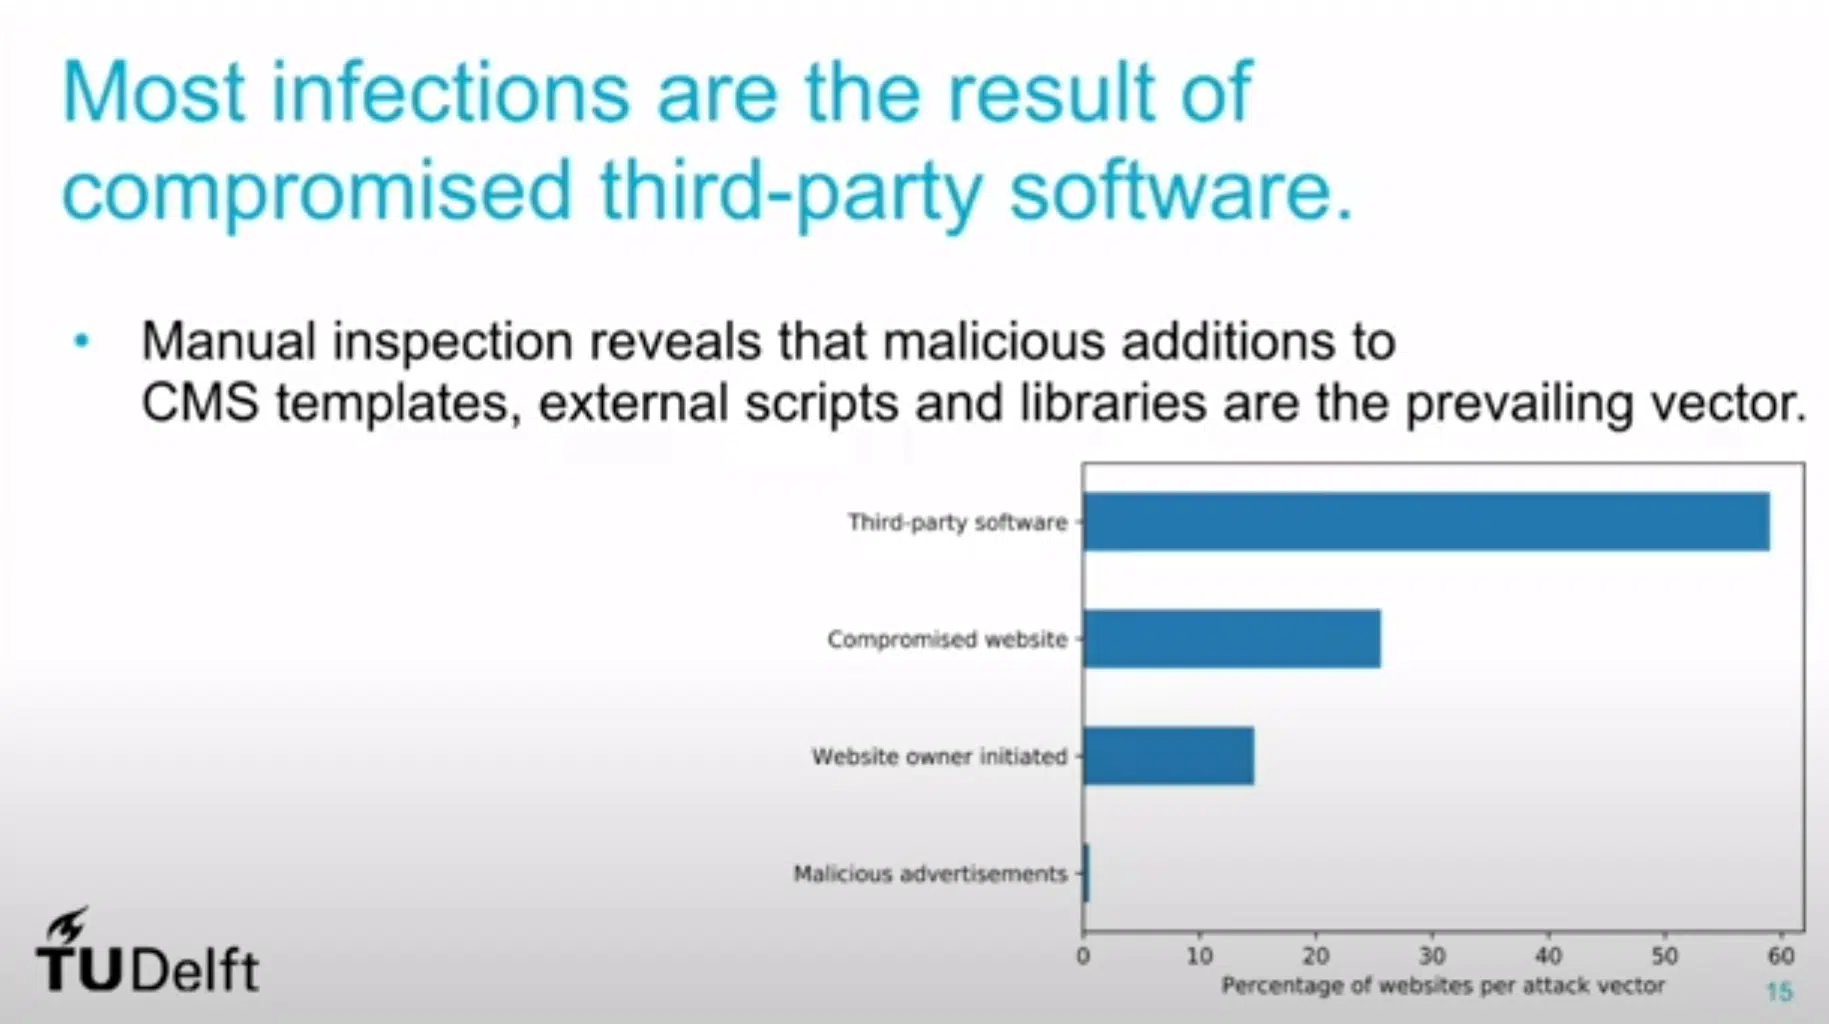 Most infections are the result of
compromised third-party software.
• Manual inspection reveals that malicious additions to
CMS templates, external scripts and libraries are the prevailing vector.
Third-party software
Compromised website
Website owner initiated
Malicious advertisements
0 10 20 30 40 50 60
Percentage of websites per attack vector
TUDelft
15